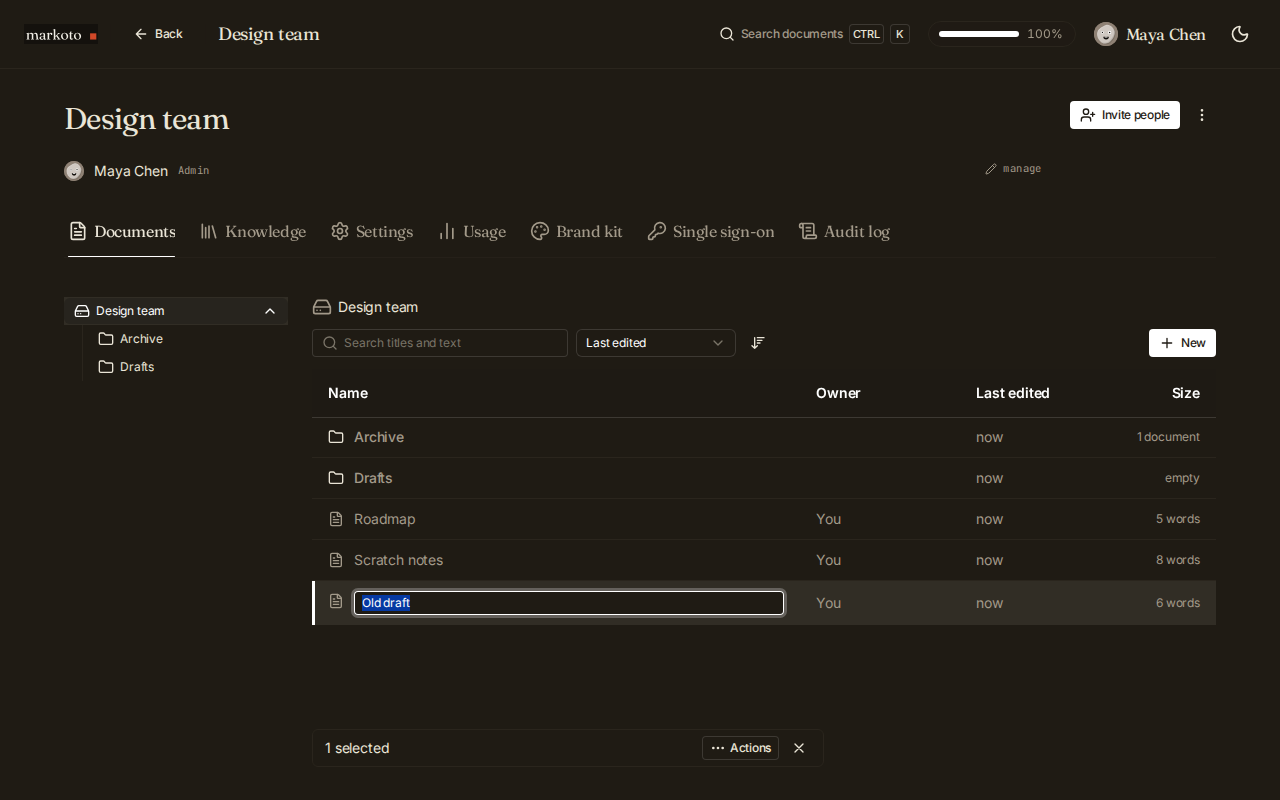 markoto
Back
Design team
Search documents CTRL K
100%
Maya Chen
Design team
Invite people
Maya Chen Admin
manage
Documents
Knowledge
Settings
Usage
Brand kit
Single sign-on
Audit log
Design team
Archive
Drafts
Design team
Search titles and text
Last edited
New
Name Owner Last edited Size
Archive now 1 document
Drafts now empty
Roadmap You now 5 words
Scratch notes You now 8 words
Old draft You now 6 words
1 selected
Actions